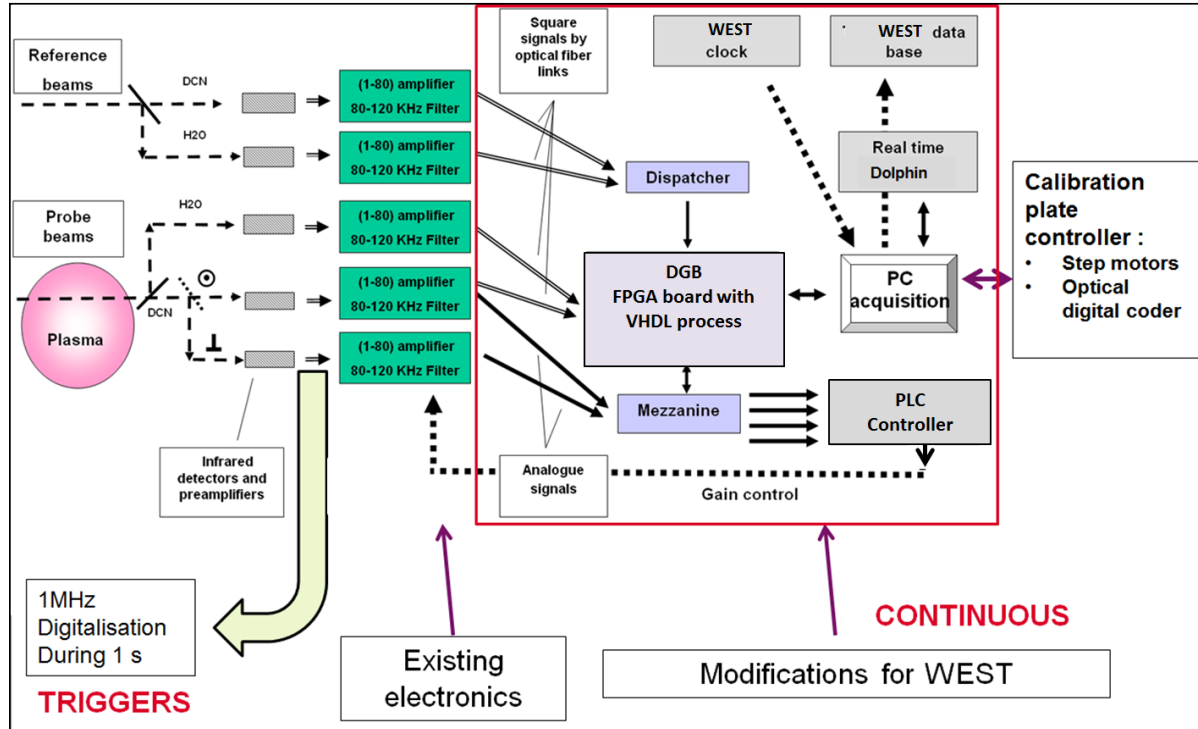 Reference
beams
DCN
H2O
Probe
beams
H2O
DCN
Plasma
(1-80) amplifier
80-120 KHz Filter
(1-80) amplifier
80-120 KHz Filter
(1-80) amplifier
80-120 KHz Filter
(1-80) amplifier
80-120 KHz Filter
(1-80) amplifier
80-120 KHz Filter
Infrared
detectors and
preamplifiers
Square
signals by
optical fiber
links
WEST
clock
WEST data
base
Real time
Dolphin
Dispatcher
DGB
FPGA board with
VHDL process
PC
acquisition
Mezzanine
PLC
Controller
Analogue
signals
Gain control
Calibration
plate
controller :
• Step motors
• Optical
digital coder
1MHz
Digitalisation
During 1 s
TRIGGERS
Existing
electronics
CONTINUOUS
Modifications for WEST